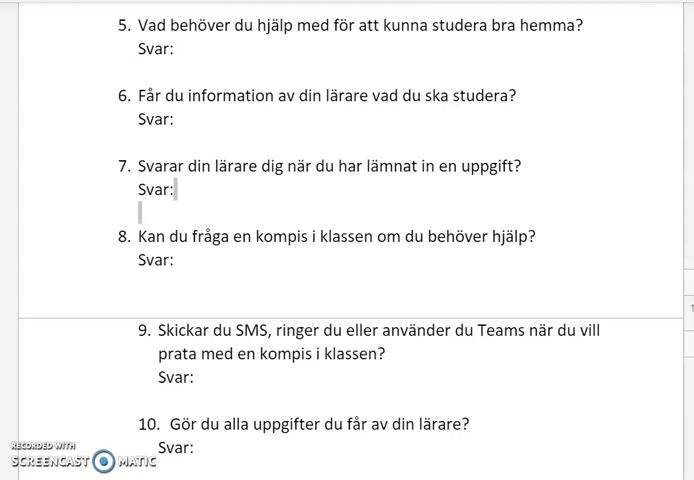 5. Vad behöver du hjälp med för att kunna studera bra hemma?
Svar:
6. Får du information av din lärare vad du ska studera?
Svar:
7. Svarar din lärare dig när du har lämnat in en uppgift?
Svar:
8. Kan du fråga en kompis i klassen om du behöver hjälp?
Svar:
9. Skickar du SMS, ringer du eller använder du Teams när du vill
prata med en kompis i klassen?
Svar:
10. Gör du alla uppgifter du får av din lärare?
Svar:
RECORDED WITH
SCREENCAST MATIC
1